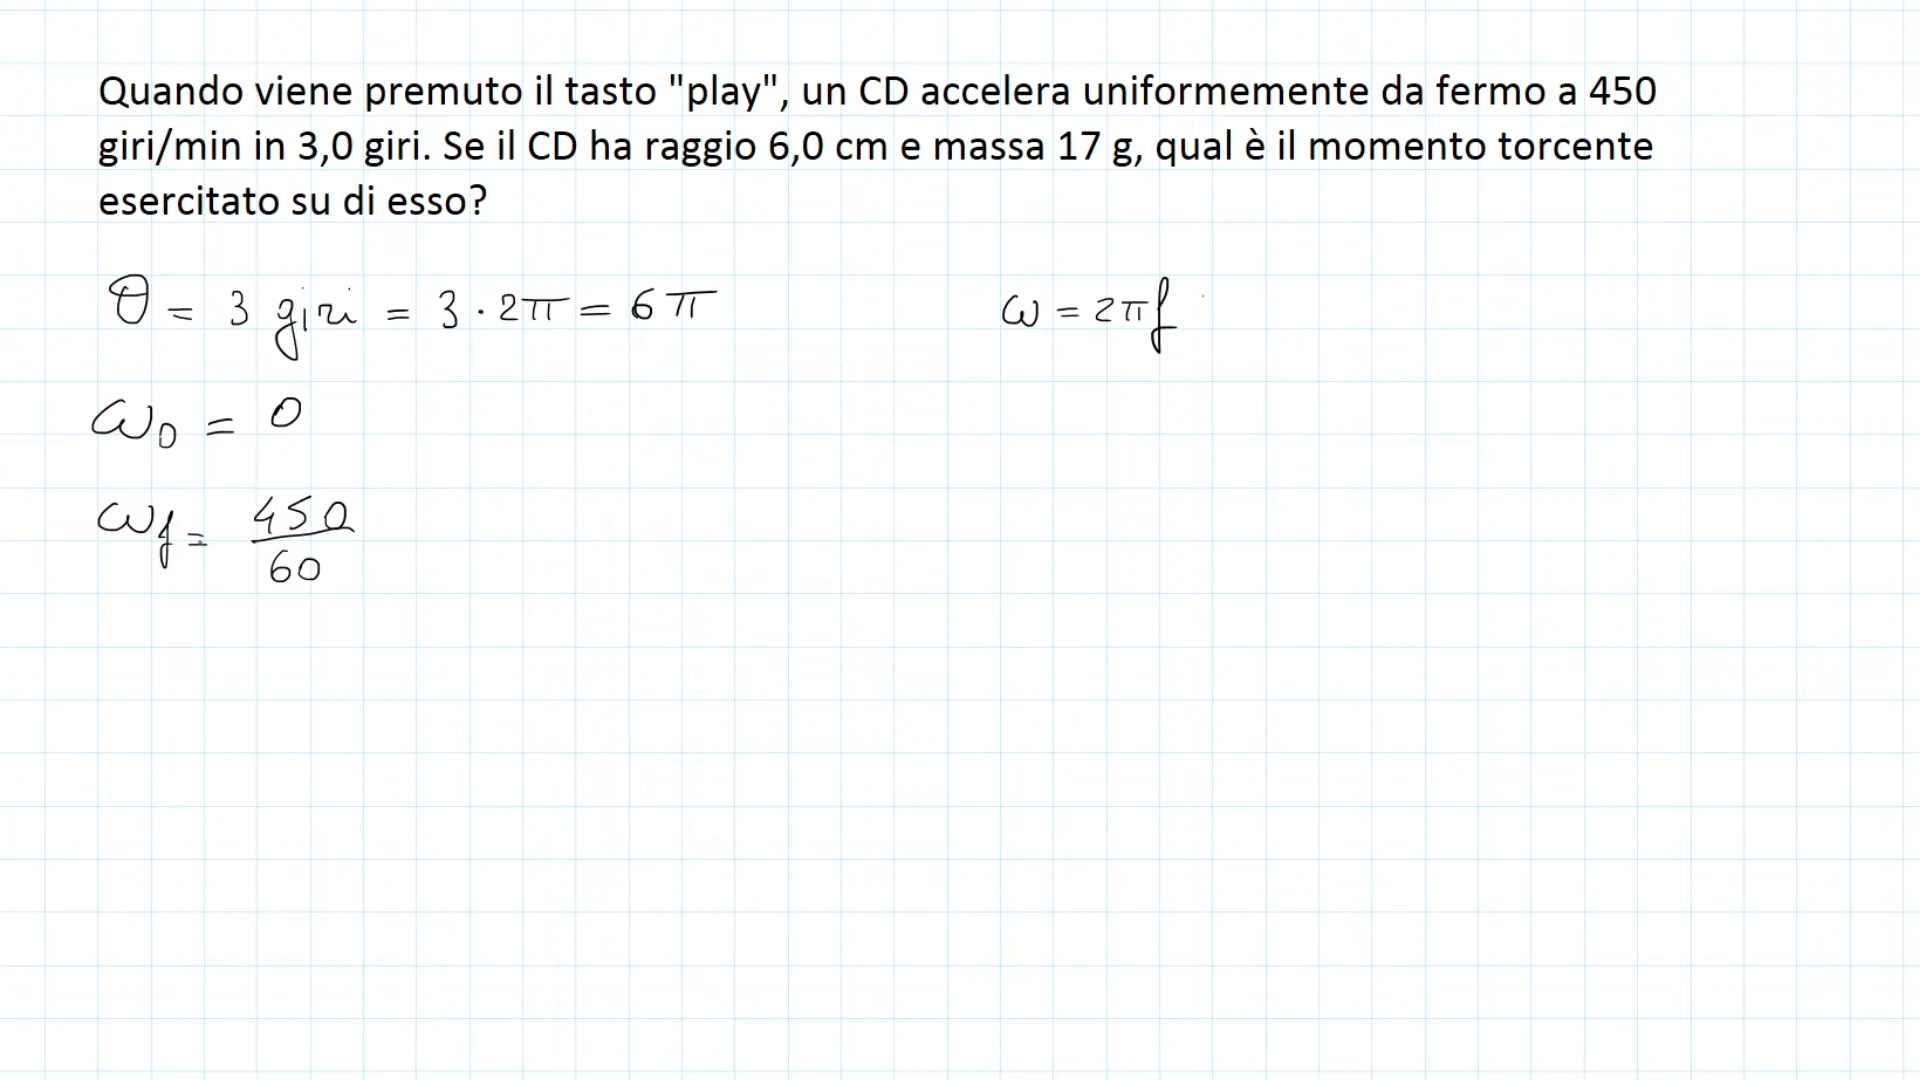 Quando viene premuto il tasto "play", un CD accelera uniformemente da fermo a 450
giri/min in 3,0 giri. Se il CD ha raggio 6,0 cm e massa 17 g, qual è il momento torcente
esercitato su di esso?
θ = 3 giri = 3 · 2π = 6π
ω = 2πf
ω₀ = 0
ωf = 450/60